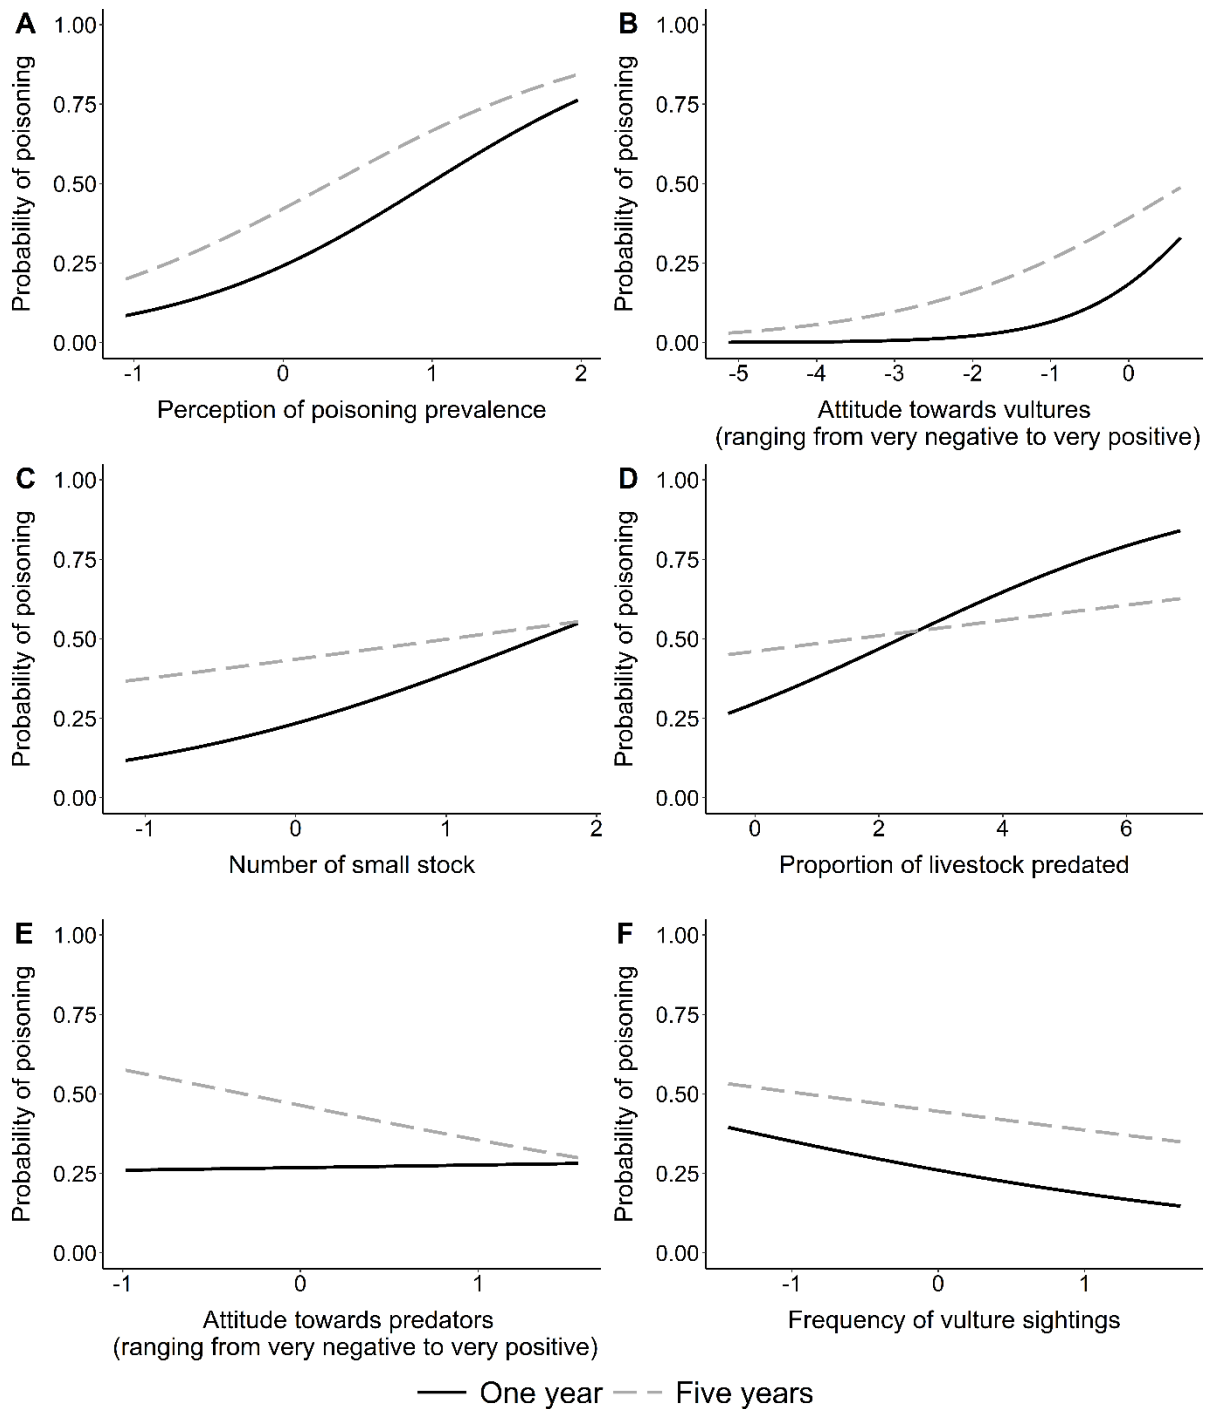 A
Probability of poisoning
1.00
0.75
0.50
0.25
0.00
-1 0 1 2
Perception of poisoning prevalence
B
Probability of poisoning
1.00
0.75
0.50
0.25
0.00
-5 -4 -3 -2 -1 0
Attitude towards vultures
(ranging from very negative to very positive)
C
Probability of poisoning
1.00
0.75
0.50
0.25
0.00
-1 0 1 2
Number of small stock
D
Probability of poisoning
1.00
0.75
0.50
0.25
0.00
0 2 4 6
Proportion of livestock predated
E
Probability of poisoning
1.00
0.75
0.50
0.25
0.00
-1 0 1
Attitude towards predators
(ranging from very negative to very positive)
F
Probability of poisoning
1.00
0.75
0.50
0.25
0.00
-1 0 1
Frequency of vulture sightings
One year Five years